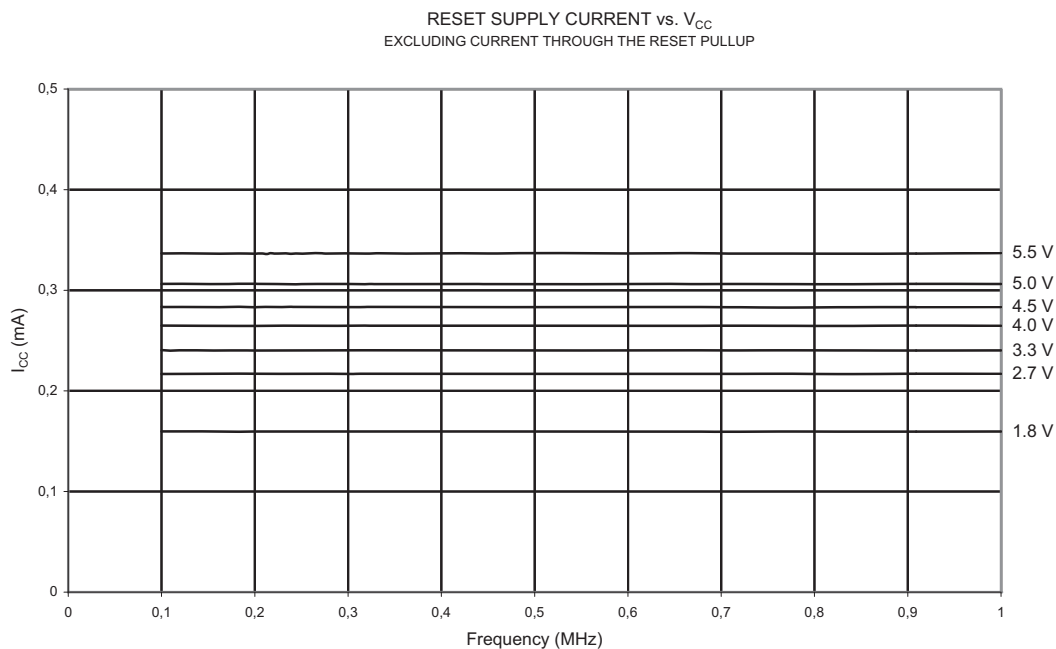 RESET SUPPLY CURRENT vs. VCC
EXCLUDING CURRENT THROUGH THE RESET PULLUP
0,5
0,4
0,3
0,2
0,1
0
ICC (mA)
5.5 V
5.0 V
4.5 V
4.0 V
3.3 V
2.7 V
1.8 V
0 0,1 0,2 0,3 0,4 0,5 0,6 0,7 0,8 0,9 1
Frequency (MHz)